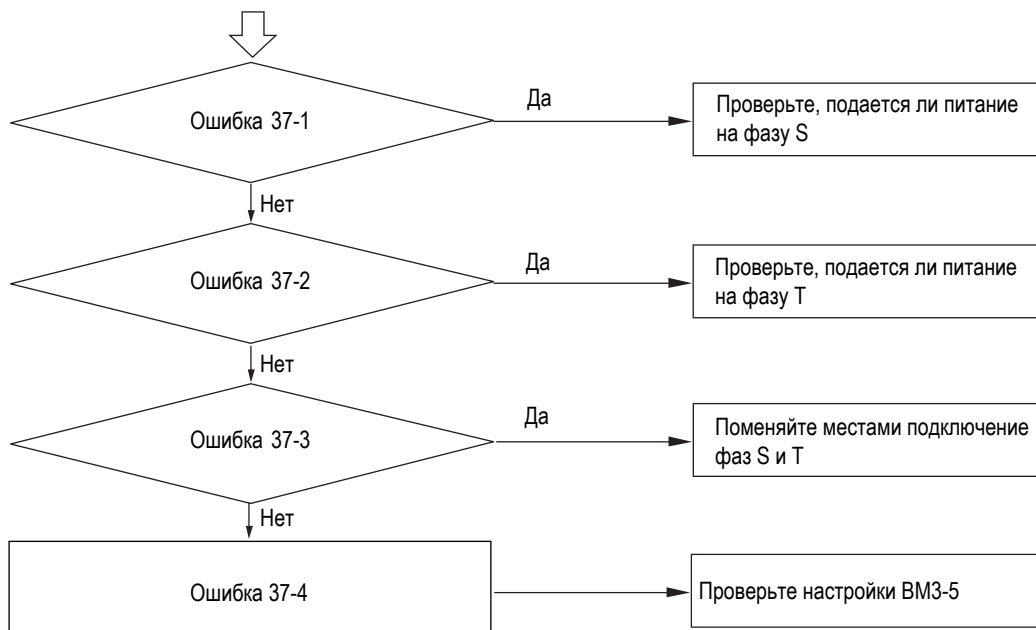 Ошибка 37-1
Да
Проверьте, подается ли питание
на фазу S
Нет
Ошибка 37-2
Да
Проверьте, подается ли питание
на фазу T
Нет
Ошибка 37-3
Да
Поменяйте местами подключение
фаз S и T
Нет
Ошибка 37-4
Проверьте настройки BM3-5